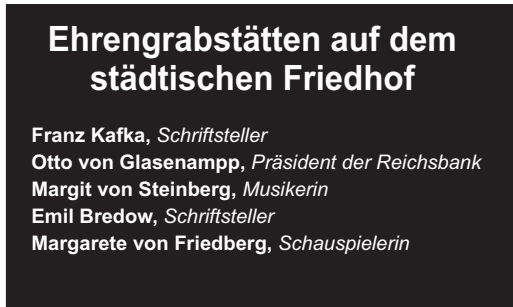 Ehrengrabstätten auf dem
städtischen Friedhof
Franz Kafka, Schriftsteller
Otto von Glasenampp, Präsident der Reichsbank
Margit von Steinberg, Musikerin
Emil Bredow, Schriftsteller
Margarete von Friedberg, Schauspielerin